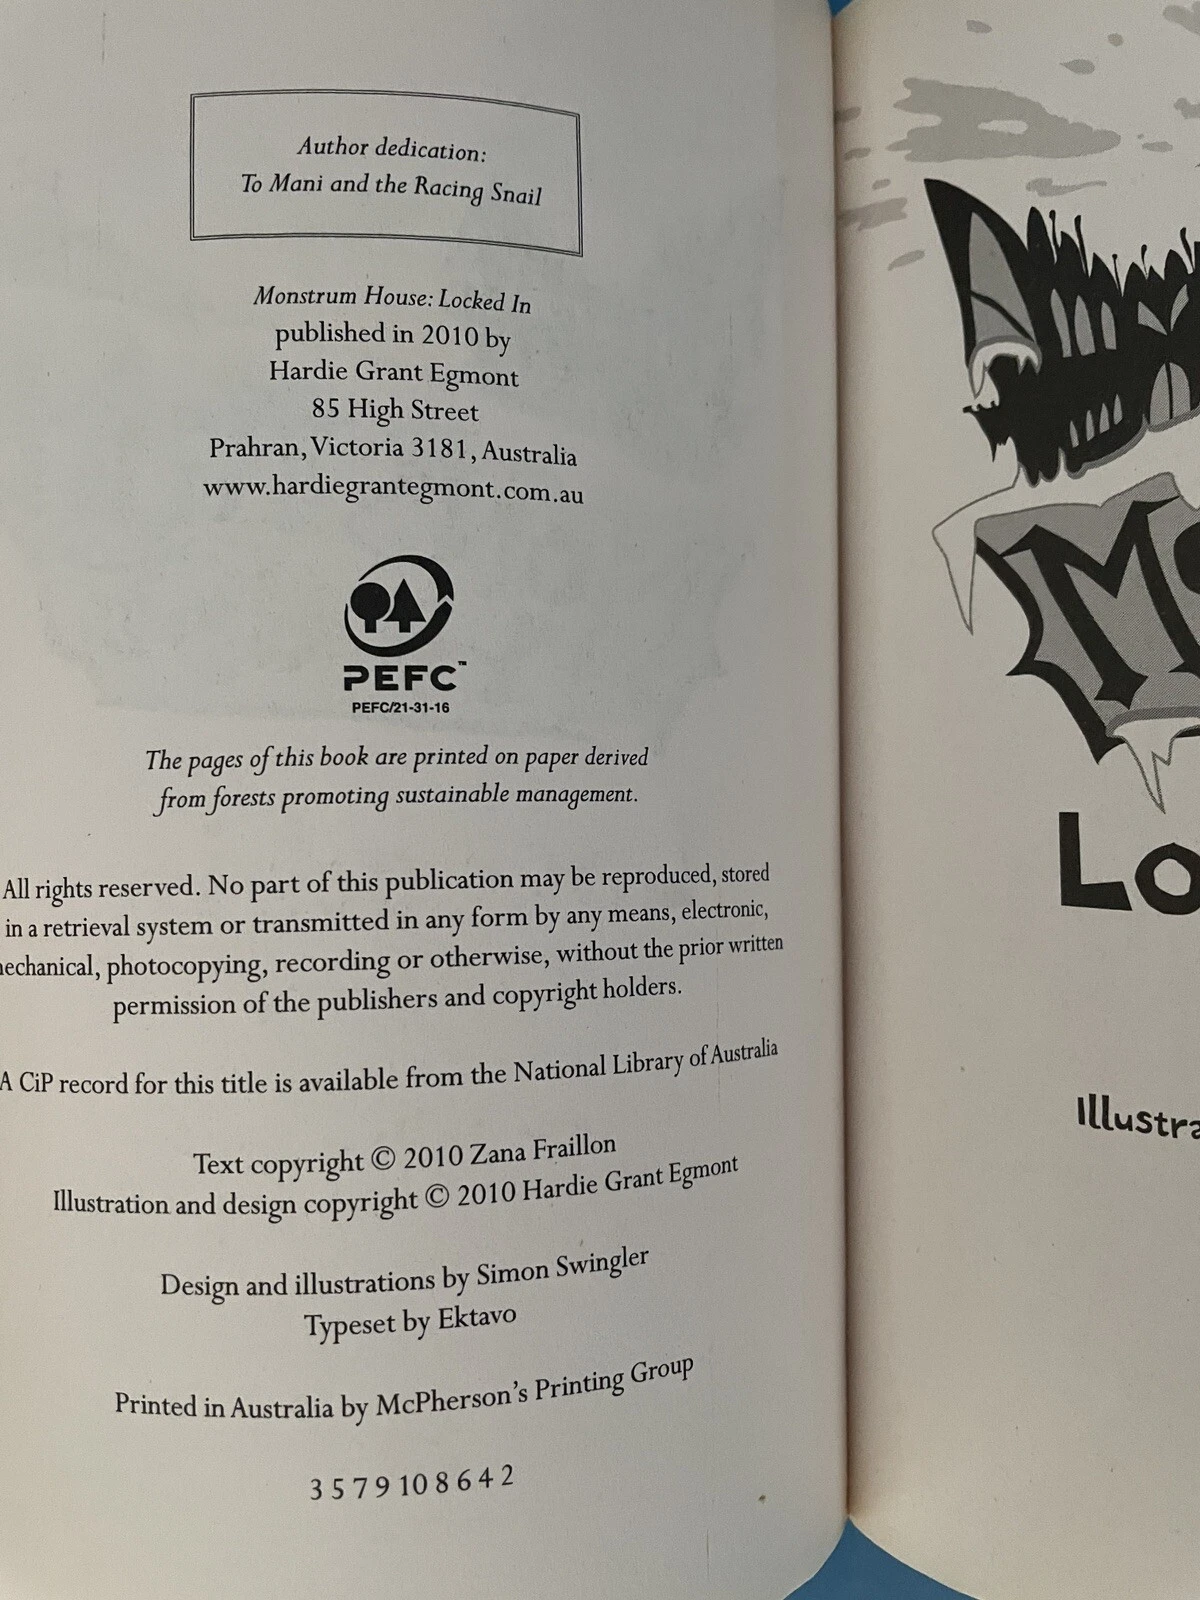 Author dedication:
To Mani and the Racing Snail
Monstrum House: Locked In
published in 2010 by
Hardie Grant Egmont
85 High Street
Prahran, Victoria 3181, Australia
www.hardiegrantegmont.com.au
PEFC™
PEFC/21-31-16
The pages of this book are printed on paper derived
from forests promoting sustainable management.
All rights reserved. No part of this publication may be reproduced, stored
in a retrieval system or transmitted in any form by any means, electronic,
mechanical, photocopying, recording or otherwise, without the prior written
permission of the publishers and copyright holders.
A CiP record for this title is available from the National Library of Australia
Text copyright © 2010 Zana Fraillon
Illustration and design copyright © 2010 Hardie Grant Egmont
Design and illustrations by Simon Swingler
Typeset by Ektavo
Printed in Australia by McPherson's Printing Group
3 5 7 9 10 8 6 4 2
M
Lo
Illustra